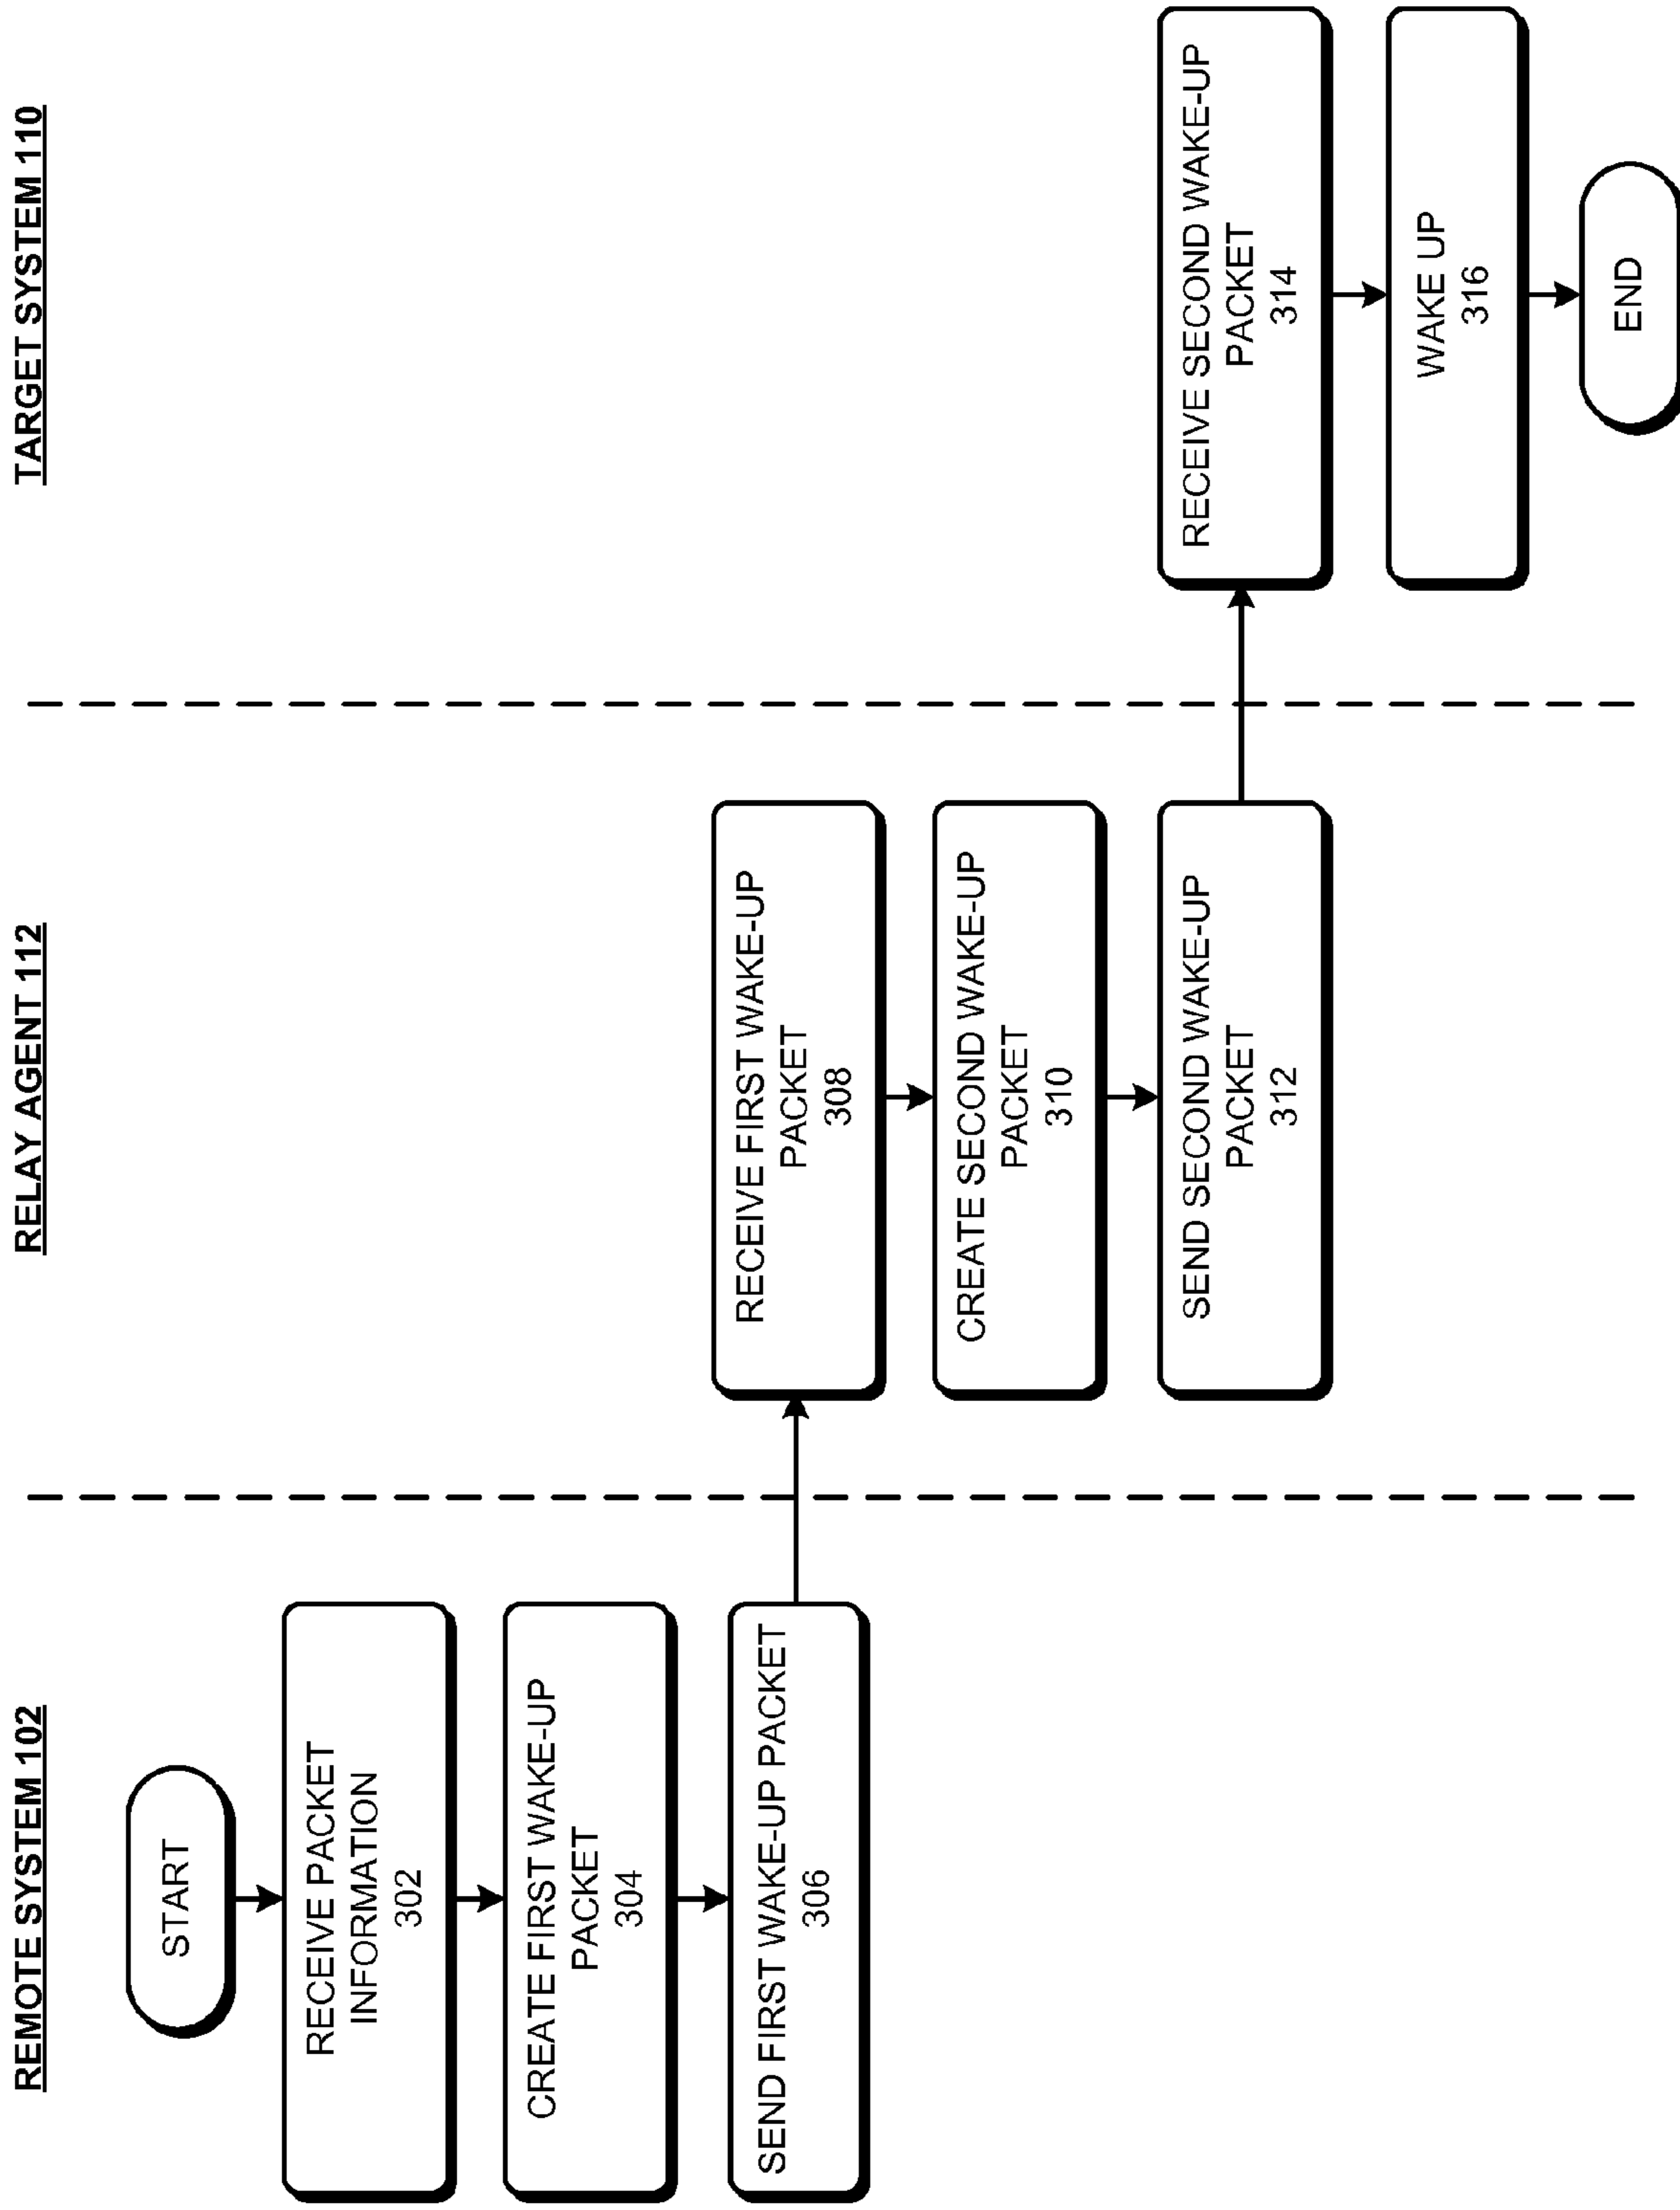 REMOTE SYSTEM 102
RELAY AGENT 112
TARGET SYSTEM 110
START
RECEIVE PACKET
INFORMATION
302
CREATE FIRST WAKE-UP
PACKET
304
SEND FIRST WAKE-UP PACKET
306
RECEIVE FIRST WAKE-UP
PACKET
308
CREATE SECOND WAKE-UP
PACKET
310
SEND SECOND WAKE-UP
PACKET
312
RECEIVE SECOND WAKE-UP
PACKET
314
WAKE UP
316
END